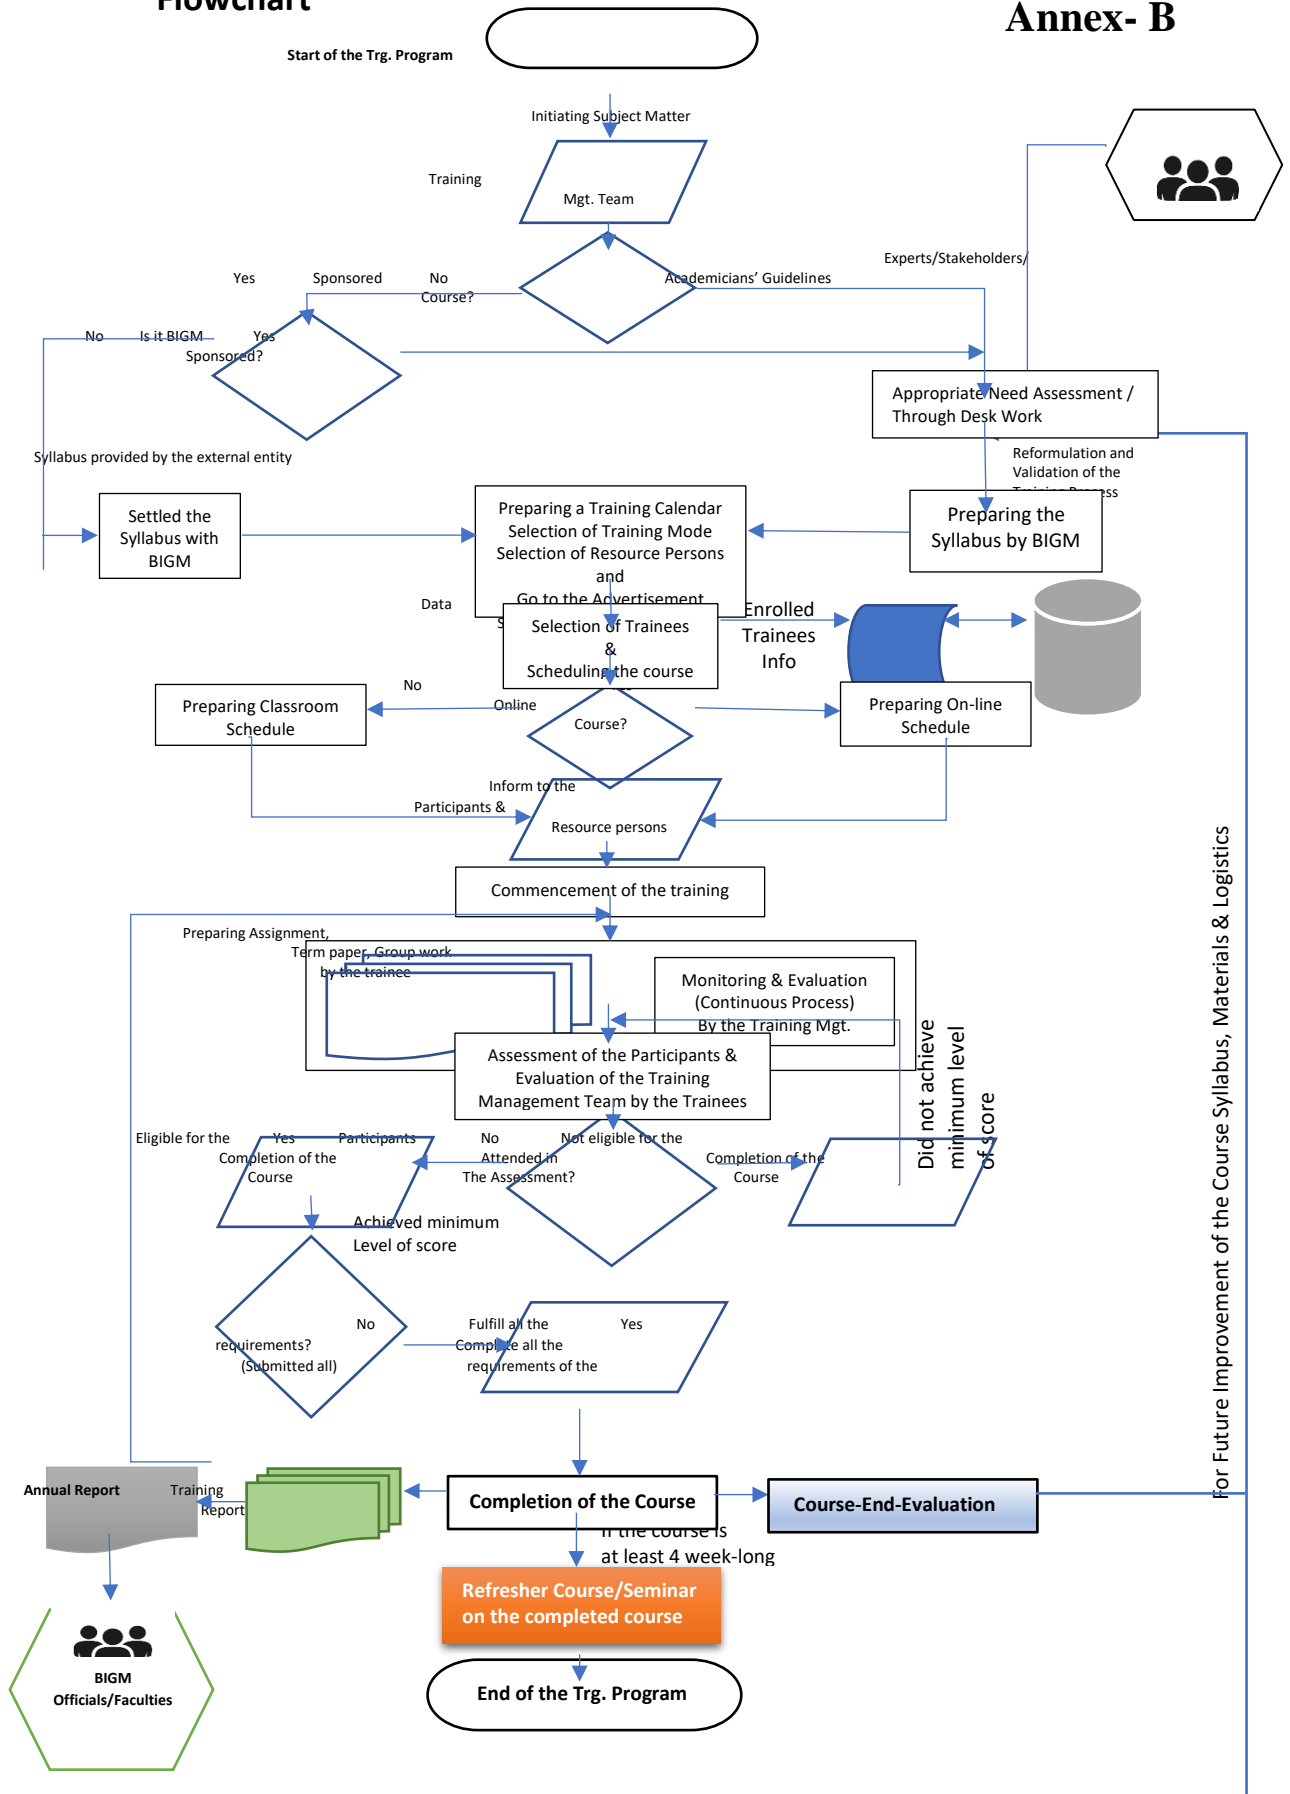 Flowchart
Annex- B
Start of the Trg. Program
Initiating Subject Matter
Training
Mgt. Team
Experts/Stakeholders/
Yes Sponsored No Academicians' Guidelines
Course?
No Is it BIGM Yes
Sponsored?
Appropriate Need Assessment /
Through Desk Work
Syllabus provided by the external entity
Reformulation and
Validation of the
Training Process
Settled the
Syllabus with
BIGM
Preparing a Training Calendar
Selection of Training Mode
Selection of Resource Persons
and
Go to the Advertisement
Preparing the
Syllabus by BIGM
Data
Selection of Trainees
&
Scheduling the course
Enrolled
Trainees
Info
No
Online
Course?
Preparing Classroom
Schedule
Preparing On-line
Schedule
Inform to the
Participants &
Resource persons
Commencement of the training
Preparing Assignment,
Term paper, Group work
by the trainee
Monitoring & Evaluation
(Continuous Process)
By the Training Mgt.
Assessment of the Participants &
Evaluation of the Training
Management Team by the Trainees
Did not achieve
minimum level
of score
Eligible for the Yes Participants No Not eligible for the
Completion of the Attended in Completion of the
Course The Assessment? Course
Achieved minimum
Level of score
No Fulfill all the Yes
requirements? Complete all the
(Submitted all) requirements of the
For Future Improvement of the Course Syllabus, Materials & Logistics
Annual Report Training
Report
Completion of the Course
Course-End-Evaluation
If the course is
at least 4 week-long
Refresher Course/Seminar
on the completed course
BIGM
Officials/Faculties
End of the Trg. Program